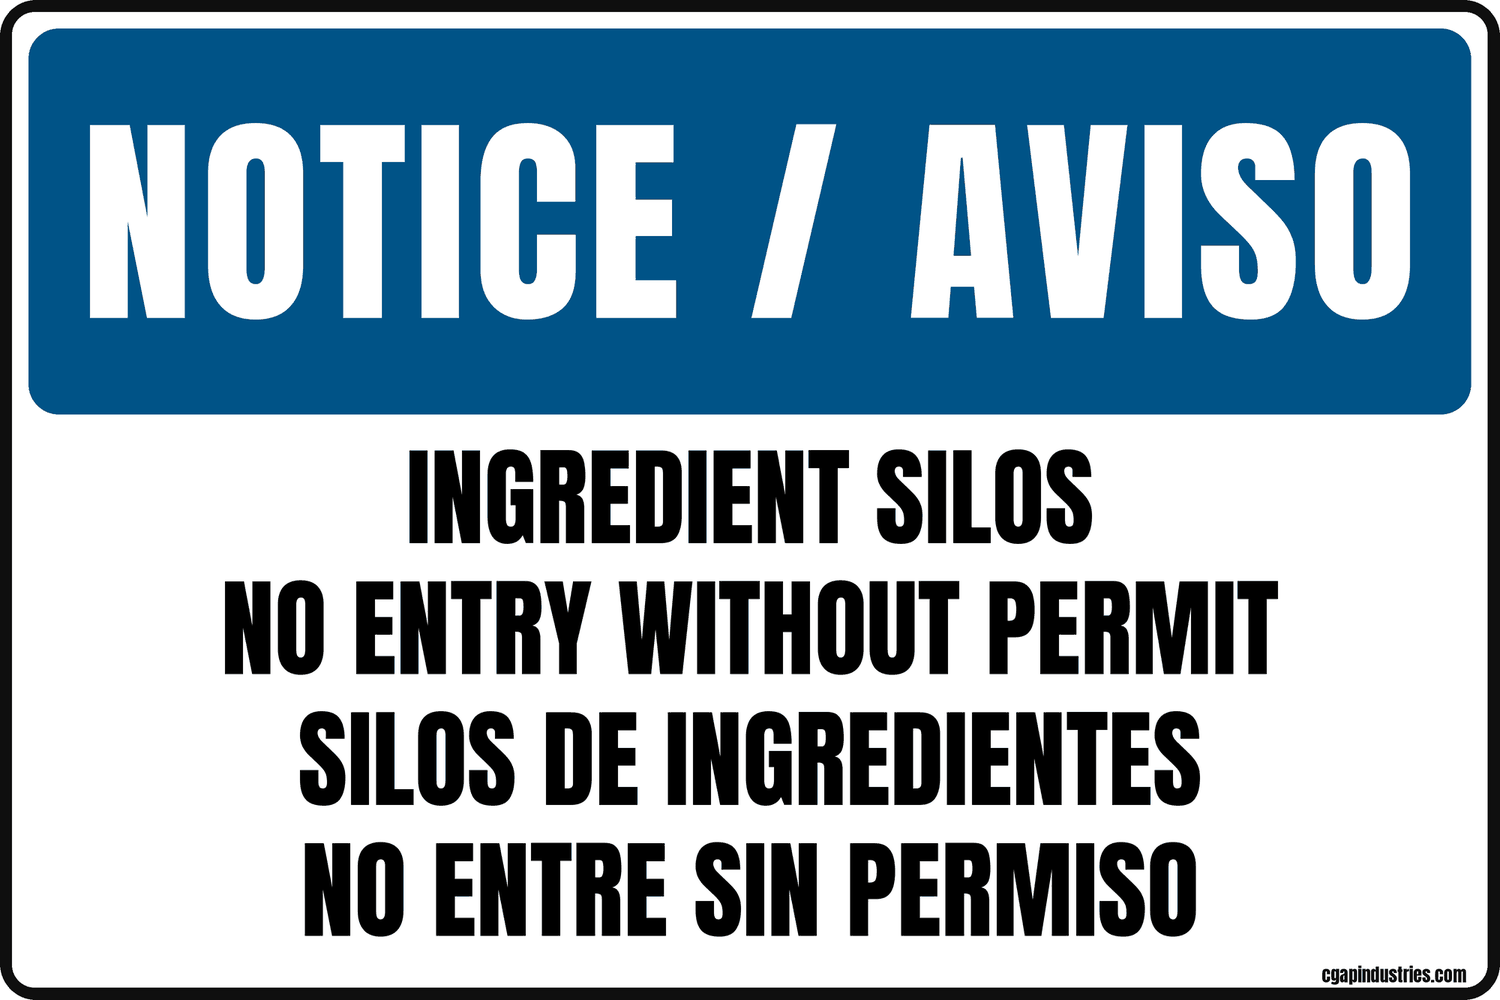 NOTICE / AVISO
INGREDIENT SILOS
NO ENTRY WITHOUT PERMIT
SILOS DE INGREDIENTES
NO ENTRE SIN PERMISO
cgapindustries.com